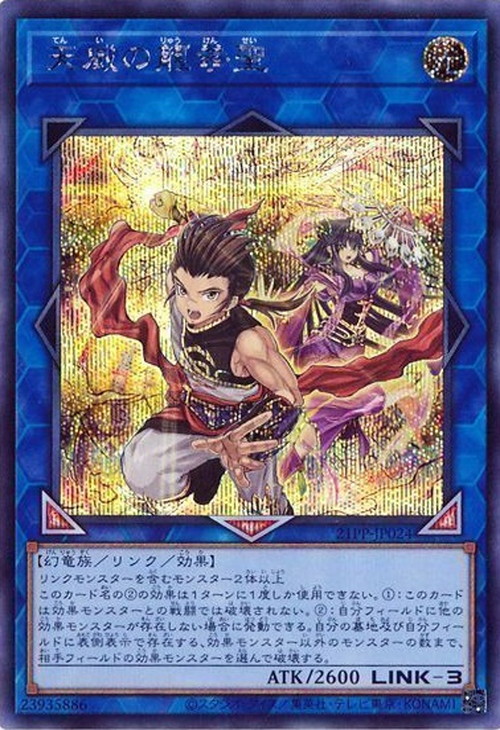 天威の龍拳聖
21PP-JP024
【幻竜族／リンク／効果】
リンクモンスターを含むモンスター２体以上
このカード名の②の効果は１ターンに１度しか使用できない。①：このカード
は効果モンスターとの戦闘では破壊されない。②：自分フィールドに他の
効果モンスターが存在しない場合に発動できる。自分の墓地及び自分フィール
ドに表側表示で存在する、効果モンスター以外のモンスターの数まで、
相手フィールドの効果モンスターを選んで破壊する。
ATK/2600 LINK-3
23935886 ©スタジオ・ダイス／集英社・テレビ東京・KONAMI